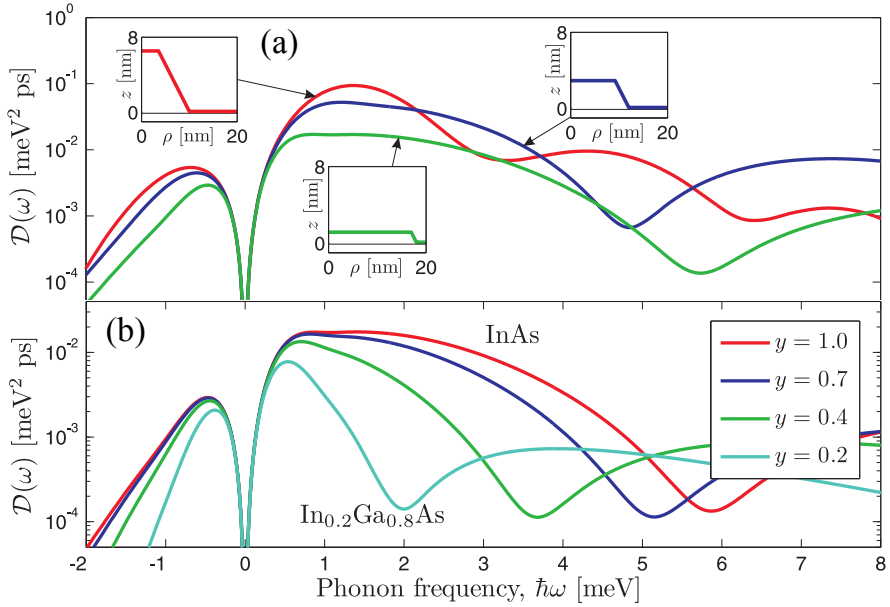 (a)
10⁰
10⁻¹
10⁻²
10⁻³
10⁻⁴
𝒟(ω) [meV² ps]
8
0
z [nm]
0 20
ρ [nm]
8
0
z [nm]
0 20
ρ [nm]
8
0
z [nm]
0 20
ρ [nm]
(b)
10⁻²
10⁻³
10⁻⁴
𝒟(ω) [meV² ps]
InAs
In₀.₂Ga₀.₈As
y = 1.0
y = 0.7
y = 0.4
y = 0.2
-2 -1 0 1 2 3 4 5 6 7 8
Phonon frequency, ħω [meV]